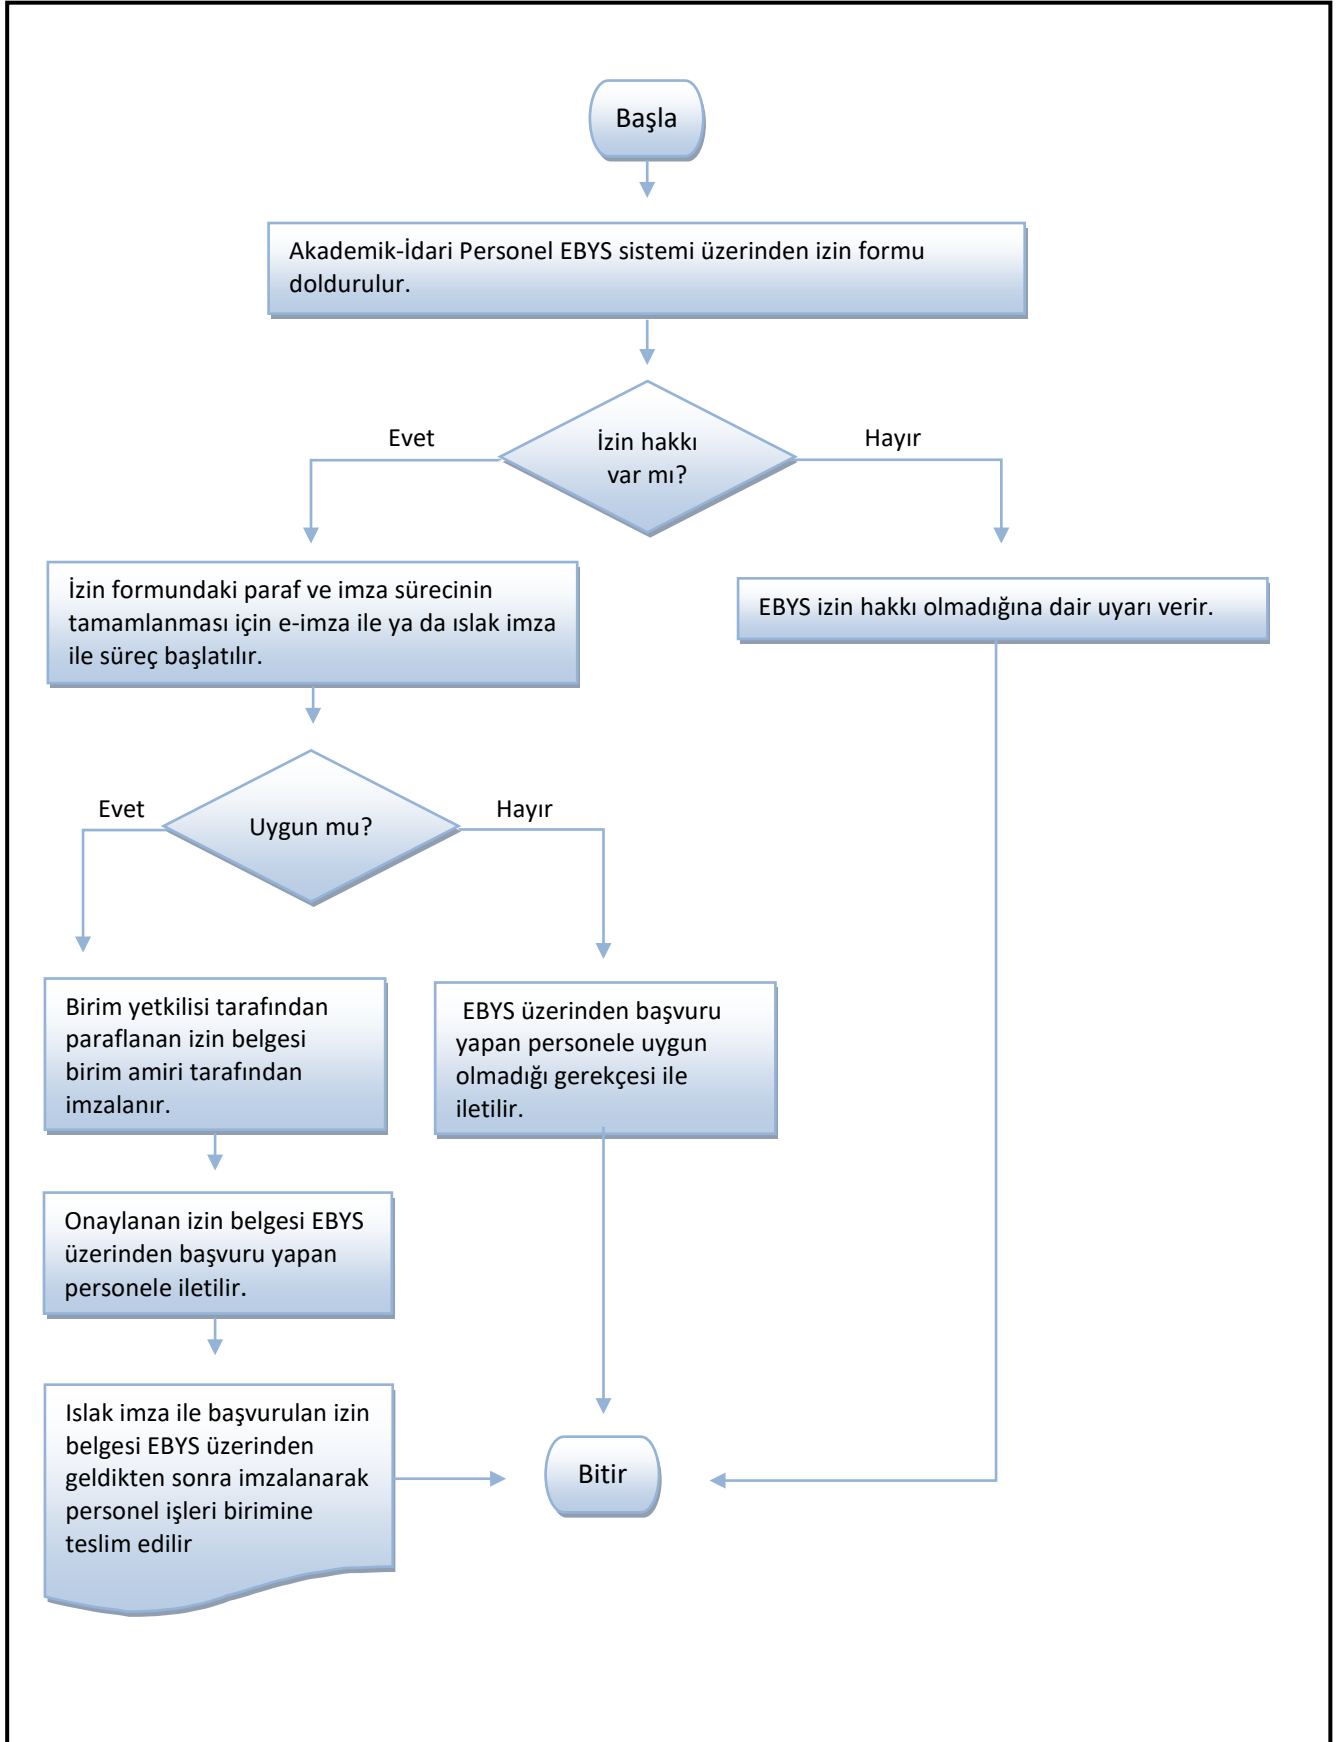 Başla
Akademik-İdari Personel EBYS sistemi üzerinden izin formu
doldurulur.
Evet
İzin hakkı
var mı?
Hayır
İzin formundaki paraf ve imza sürecinin
tamamlanması için e-imza ile ya da ıslak imza
ile süreç başlatılır.
EBYS izin hakkı olmadığına dair uyarı verir.
Evet
Uygun mu?
Hayır
Birim yetkilisi tarafından
paraflanan izin belgesi
birim amiri tarafından
imzalanır.
EBYS üzerinden başvuru
yapan personele uygun
olmadığı gerekçesi ile
iletilir.
Onaylanan izin belgesi EBYS
üzerinden başvuru yapan
personele iletilir.
Islak imza ile başvurulan izin
belgesi EBYS üzerinden
geldikten sonra imzalanarak
personel işleri birimine
teslim edilir
Bitir